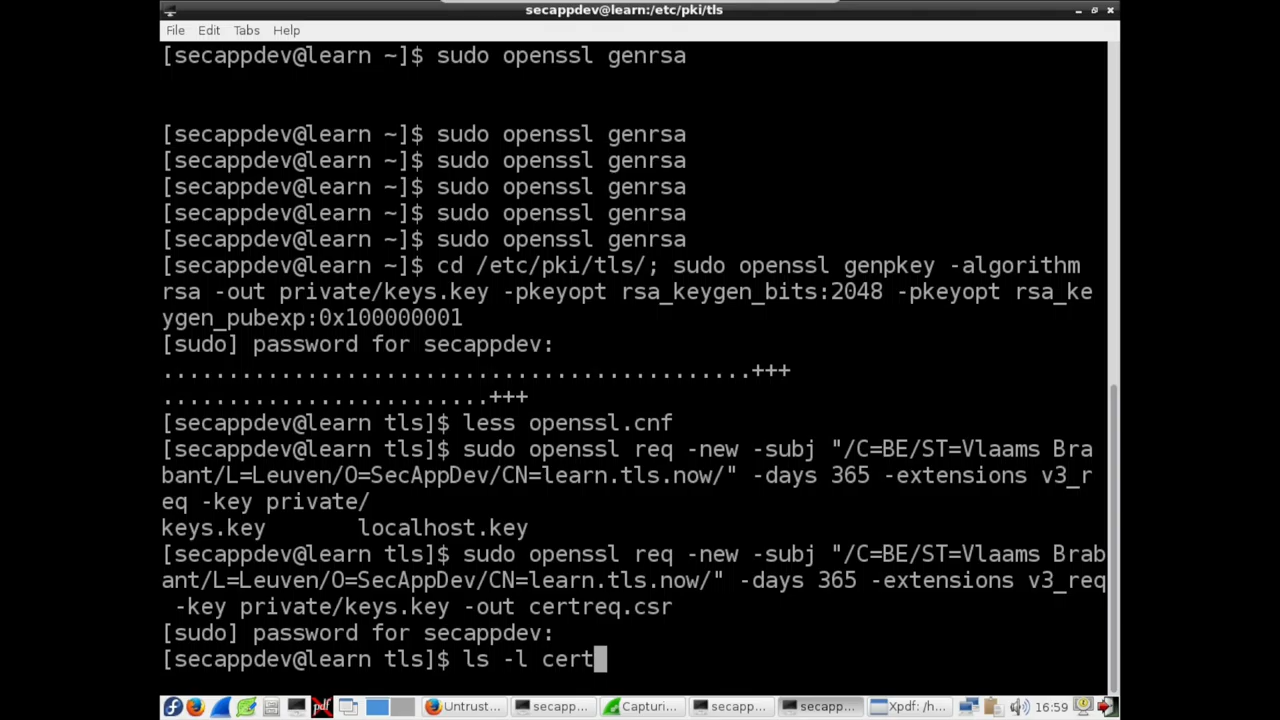 secappdev@learn:/etc/pki/tls
File Edit Tabs Help
[secappdev@learn ~]$ sudo openssl genrsa
[secappdev@learn ~]$ sudo openssl genrsa
[secappdev@learn ~]$ sudo openssl genrsa
[secappdev@learn ~]$ sudo openssl genrsa
[secappdev@learn ~]$ sudo openssl genrsa
[secappdev@learn ~]$ sudo openssl genrsa
[secappdev@learn ~]$ cd /etc/pki/tls/; sudo openssl genpkey -algorithm
rsa -out private/keys.key -pkeyopt rsa_keygen_bits:2048 -pkeyopt rsa_ke
ygen_pubexp:0x100000001
[sudo] password for secappdev:
.............................................+++
.........................+++
[secappdev@learn tls]$ less openssl.cnf
[secappdev@learn tls]$ sudo openssl req -new -subj "/C=BE/ST=Vlaams Bra
bant/L=Leuven/O=SecAppDev/CN=learn.tls.now/" -days 365 -extensions v3_r
eq -key private/
keys.key       localhost.key
[secappdev@learn tls]$ sudo openssl req -new -subj "/C=BE/ST=Vlaams Brab
ant/L=Leuven/O=SecAppDev/CN=learn.tls.now/" -days 365 -extensions v3_req
 -key private/keys.key -out certreq.csr
[sudo] password for secappdev:
[secappdev@learn tls]$ ls -l cert
pdf Untrust... secapp... Capturi... secapp... secapp... Xpdf: /h... 16:59